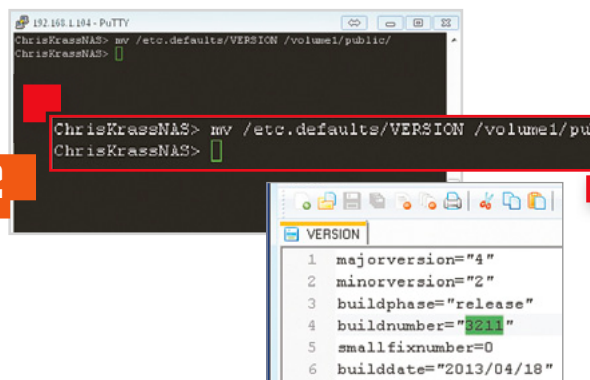 192.168.1.104 - PuTTY
ChrisKrassNAS> mv /etc.defaults/VERSION /volume1/public/
ChrisKrassNAS>
ChrisKrassNAS> mv /etc.defaults/VERSION /volume1/pu
ChrisKrassNAS>
VERSION
1 majorversion="4"
2 minorversion="2"
3 buildphase="release"
4 buildnumber="3211"
5 smallfixnumber=0
6 builddate="2013/04/18"